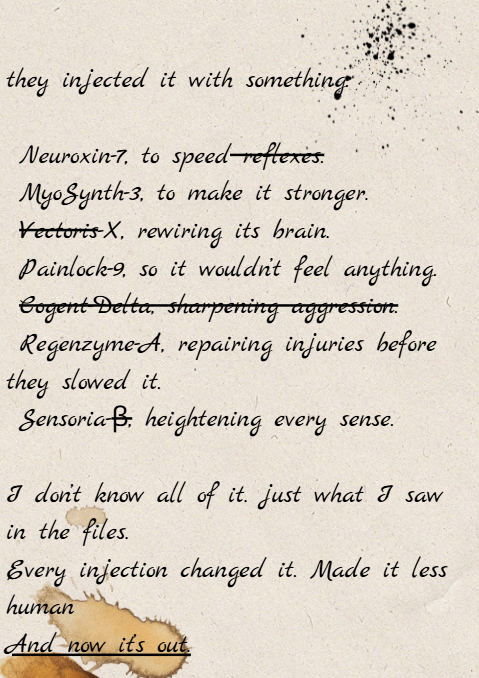 they injected it with something.
Neuroxin-7, to speed reflexes.
MyoSynth-3, to make it stronger.
Vectoris-X, rewiring its brain.
Painlock-9, so it wouldn't feel anything.
Cogent-Delta, sharpening aggression.
Regenzyme-A, repairing injuries before
they slowed it.
Sensoria-β, heightening every sense.
I don't know all of it. just what I saw
in the files.
Every injection changed it. Made it less
human
And now it's out.